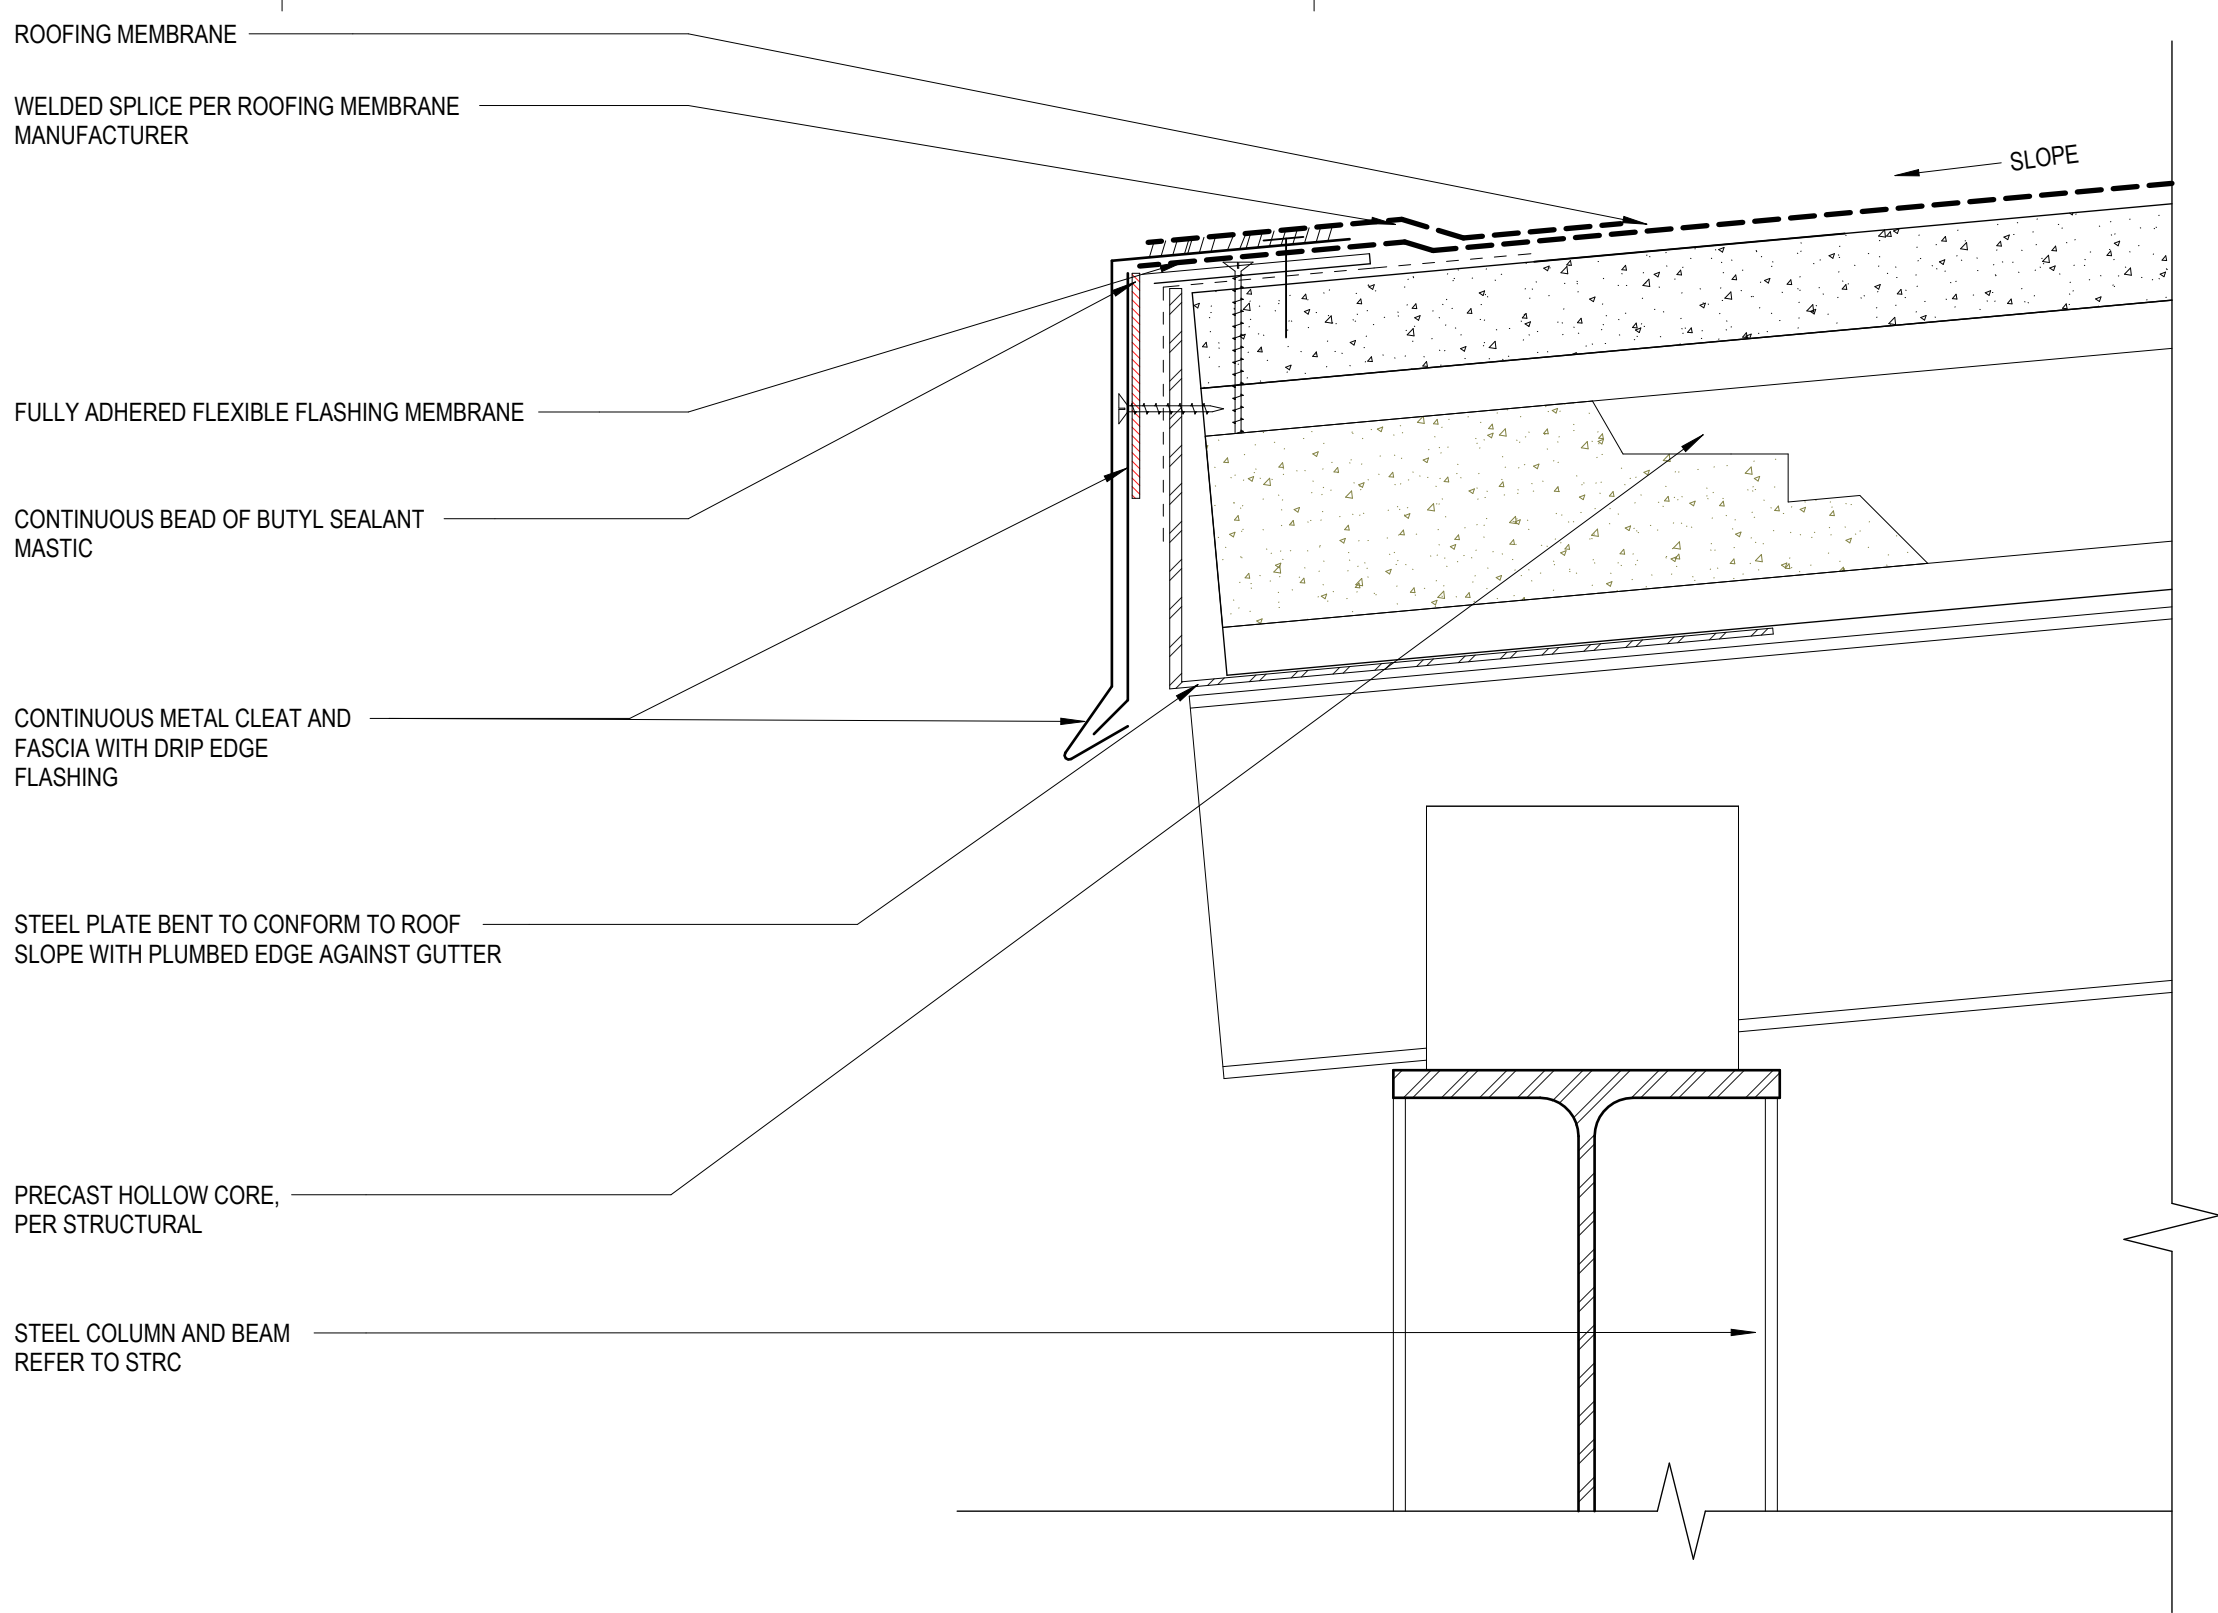 ROOFING MEMBRANE
WELDED SPLICE PER ROOFING MEMBRANE
MANUFACTURER
SLOPE
FULLY ADHERED FLEXIBLE FLASHING MEMBRANE
CONTINUOUS BEAD OF BUTYL SEALANT
MASTIC
CONTINUOUS METAL CLEAT AND
FASCIA WITH DRIP EDGE
FLASHING
STEEL PLATE BENT TO CONFORM TO ROOF
SLOPE WITH PLUMBED EDGE AGAINST GUTTER
PRECAST HOLLOW CORE,
PER STRUCTURAL
STEEL COLUMN AND BEAM
REFER TO STRC